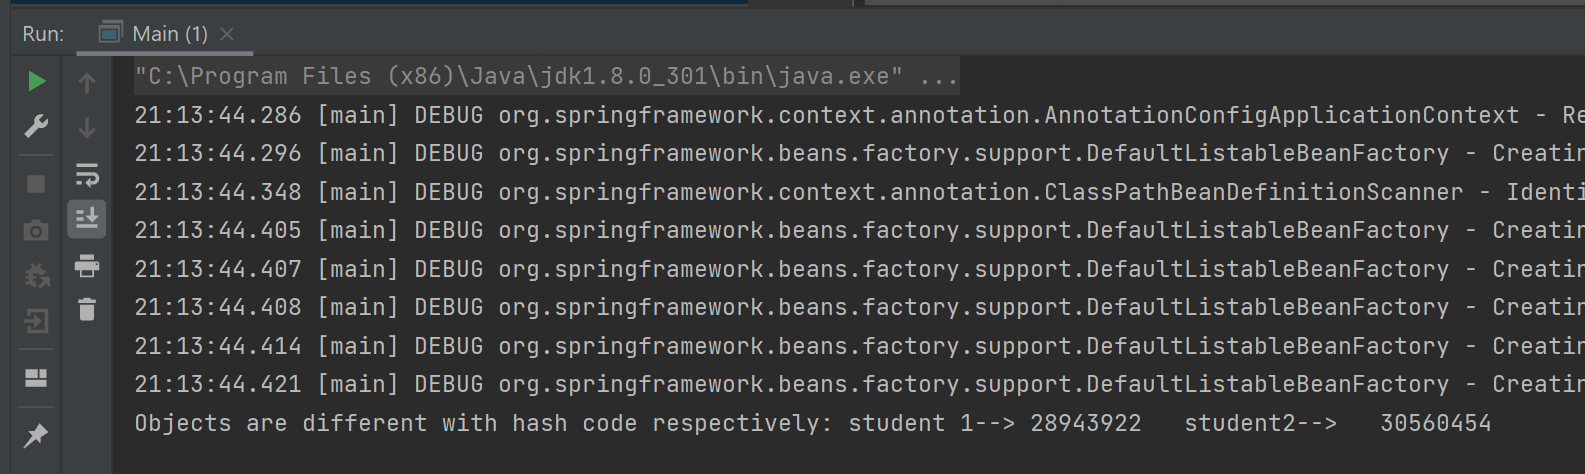 Run: Main (1)
"C:\Program Files (x86)\Java\jdk1.8.0_301\bin\java.exe" ...
21:13:44.286 [main] DEBUG org.springframework.context.annotation.AnnotationConfigApplicationContext - Re
21:13:44.296 [main] DEBUG org.springframework.beans.factory.support.DefaultListableBeanFactory - Creatin
21:13:44.348 [main] DEBUG org.springframework.context.annotation.ClassPathBeanDefinitionScanner - Identi
21:13:44.405 [main] DEBUG org.springframework.beans.factory.support.DefaultListableBeanFactory - Creatin
21:13:44.407 [main] DEBUG org.springframework.beans.factory.support.DefaultListableBeanFactory - Creatin
21:13:44.408 [main] DEBUG org.springframework.beans.factory.support.DefaultListableBeanFactory - Creatin
21:13:44.414 [main] DEBUG org.springframework.beans.factory.support.DefaultListableBeanFactory - Creatin
21:13:44.421 [main] DEBUG org.springframework.beans.factory.support.DefaultListableBeanFactory - Creatin
Objects are different with hash code respectively: student 1--> 28943922   student2-->   30560454